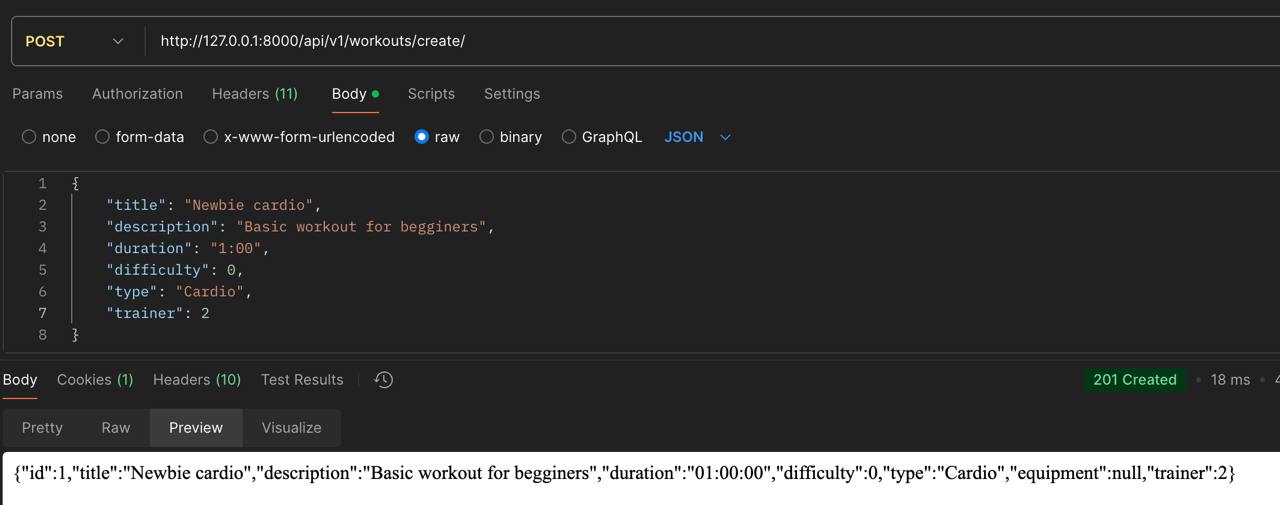 POST http://127.0.0.1:8000/api/v1/workouts/create/
Params Authorization Headers (11) Body Scripts Settings
none form-data x-www-form-urlencoded raw binary GraphQL JSON
1 {
2 "title": "Newbie cardio",
3 "description": "Basic workout for begginers",
4 "duration": "1:00",
5 "difficulty": 0,
6 "type": "Cardio",
7 "trainer": 2
8 }
Body Cookies (1) Headers (10) Test Results 201 Created 18 ms
Pretty Raw Preview Visualize
{"id":1,"title":"Newbie cardio","description":"Basic workout for begginers","duration":"01:00:00","difficulty":0,"type":"Cardio","equipment":null,"trainer":2}